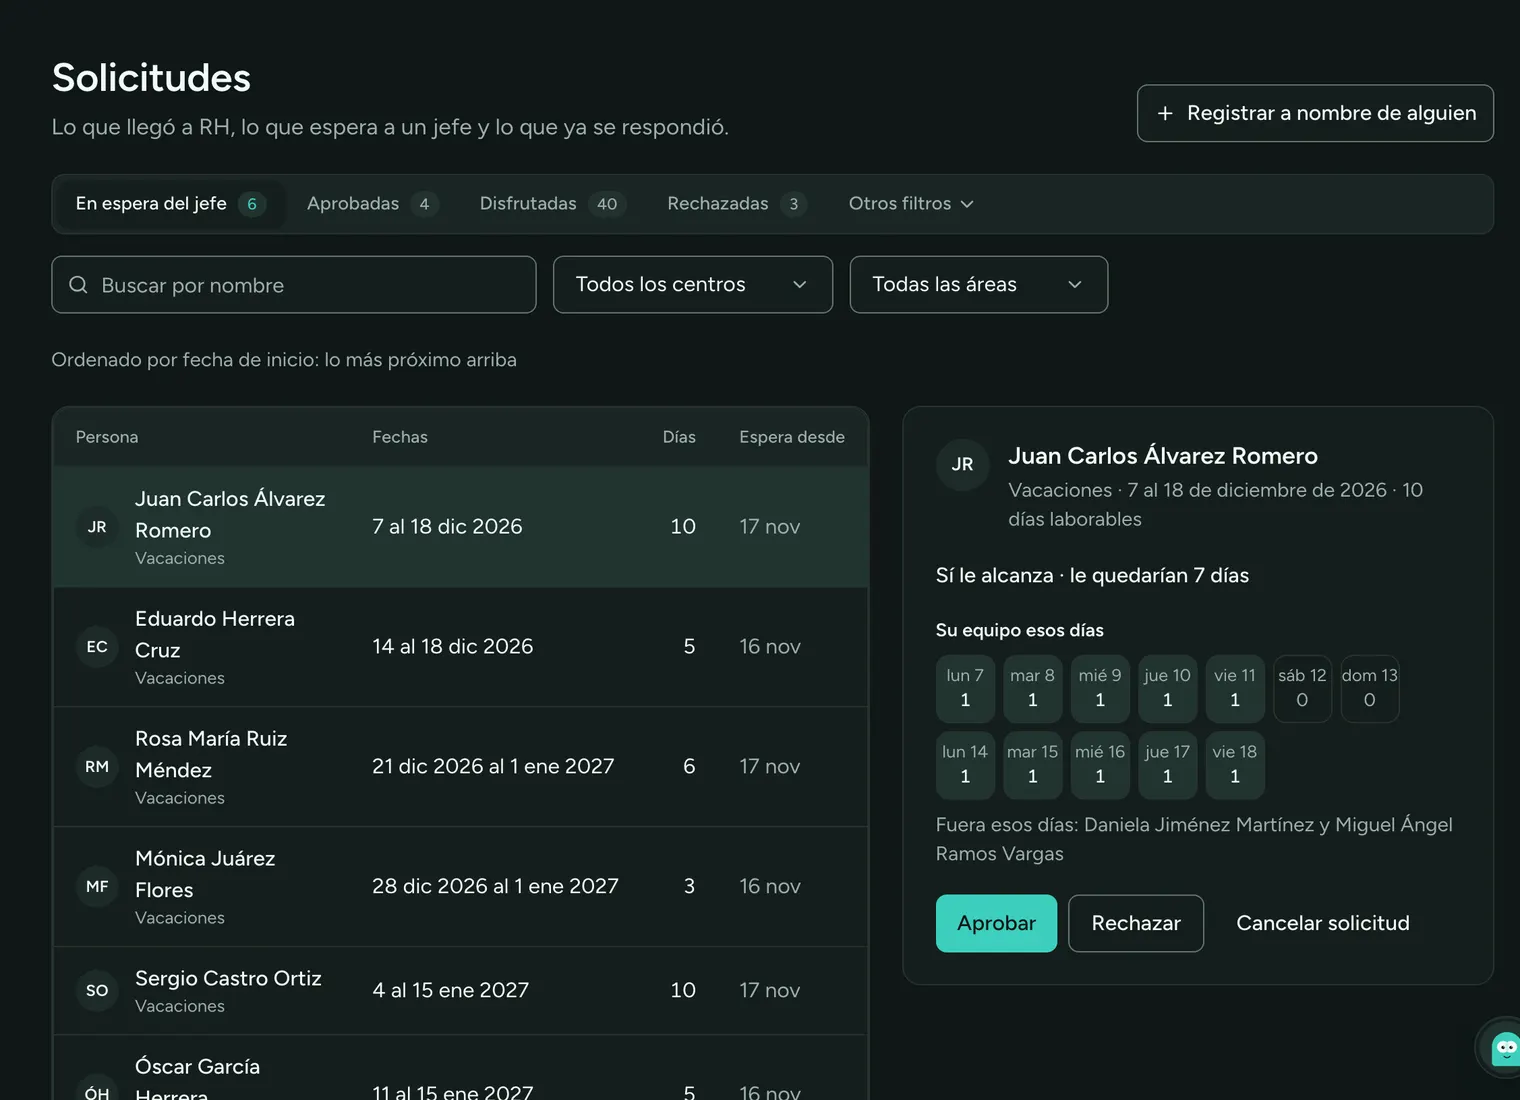 Solicitudes
Lo que llegó a RH, lo que espera a un jefe y lo que ya se respondió.
+ Registrar a nombre de alguien
En espera del jefe 6 Aprobadas 4 Disfrutadas 40 Rechazadas 3 Otros filtros
Buscar por nombre Todos los centros Todas las áreas
Ordenado por fecha de inicio: lo más próximo arriba
Persona Fechas Días Espera desde
JR Juan Carlos Álvarez
Romero 7 al 18 dic 2026 10 17 nov
Vacaciones
EC Eduardo Herrera
Cruz 14 al 18 dic 2026 5 16 nov
Vacaciones
RM Rosa María Ruiz
Méndez 21 dic 2026 al 1 ene 2027 6 17 nov
Vacaciones
MF Mónica Juárez
Flores 28 dic 2026 al 1 ene 2027 3 16 nov
Vacaciones
SO Sergio Castro Ortiz 4 al 15 ene 2027 10 17 nov
Vacaciones
ÓH Óscar García
Herrera 11 al 15 ene 2027 5 16 nov
JR Juan Carlos Álvarez Romero
Vacaciones · 7 al 18 de diciembre de 2026 · 10
días laborables
Sí le alcanza · le quedarían 7 días
Su equipo esos días
lun 7 mar 8 mié 9 jue 10 vie 11 sáb 12 dom 13
1 1 1 1 1 0 0
lun 14 mar 15 mié 16 jue 17 vie 18
1 1 1 1 1
Fuera esos días: Daniela Jiménez Martínez y Miguel Ángel
Ramos Vargas
Aprobar Rechazar Cancelar solicitud